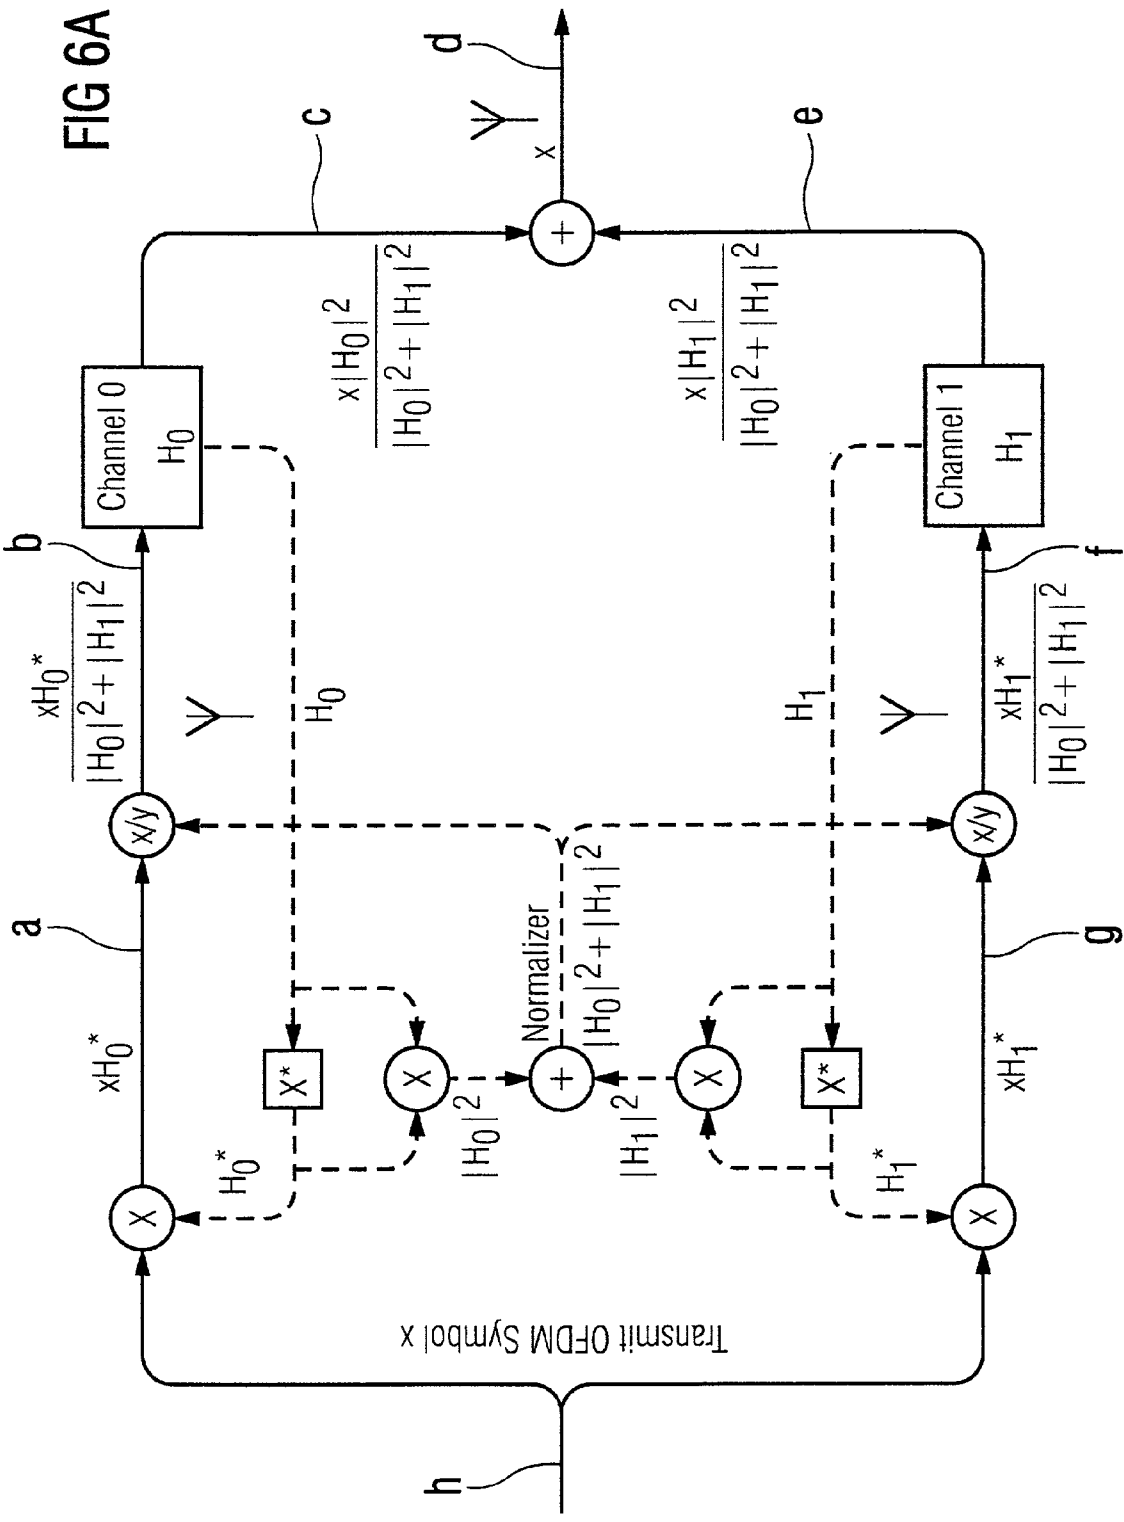 FIG 6A
h
Transmit OFDM Symbol x
X
H₀*
xH₀*
a
x/y
xH₀*
|H₀|²+|H₁|²
b
Channel 0
H₀
H₀
c
x|H₀|²
|H₀|²+|H₁|²
X*
X
|H₀|²
+
Normalizer
|H₀|²+|H₁|²
|H₁|²
X
X*
+
x
d
X
H₁*
xH₁*
g
x/y
xH₁*
|H₀|²+|H₁|²
f
Channel 1
H₁
H₁
e
x|H₁|²
|H₀|²+|H₁|²